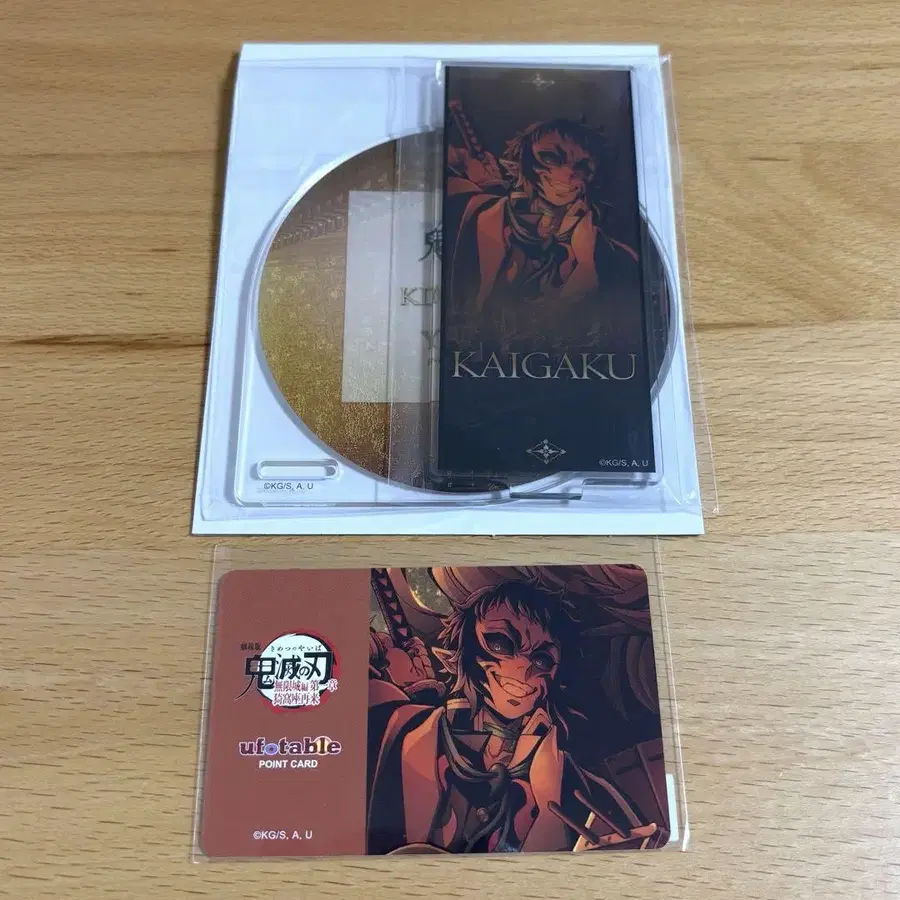 KAIGAKU
©KG/S, A, U
©KG/S, A, U
劇場版
きめつのやいば
鬼滅の刃
無限城編 第一章
猗窩座再来
ufotable
POINT CARD
©KG/S, A, U